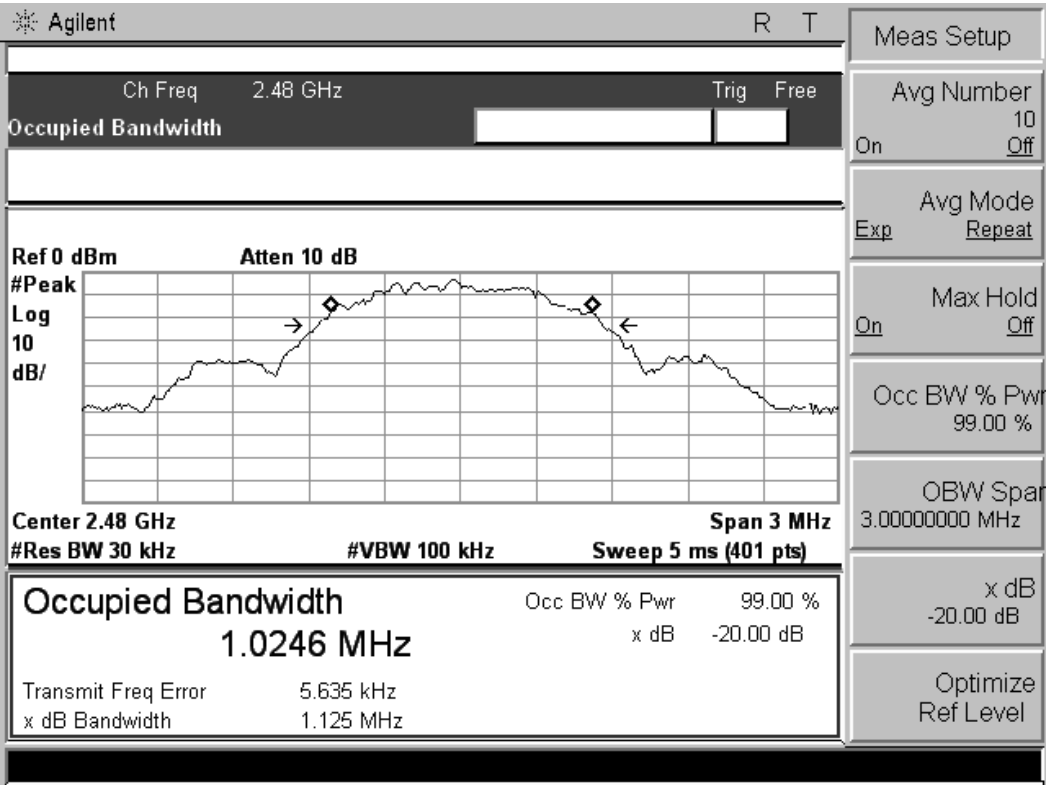 Agilent R T
Ch Freq 2.48 GHz Trig Free
Occupied Bandwidth
Ref 0 dBm Atten 10 dB
#Peak
Log
10
dB/
Center 2.48 GHz Span 3 MHz
#Res BW 30 kHz #VBW 100 kHz Sweep 5 ms (401 pts)
Occupied Bandwidth Occ BW % Pwr 99.00 %
1.0246 MHz x dB -20.00 dB
Transmit Freq Error 5.635 kHz
x dB Bandwidth 1.125 MHz
Meas Setup
Avg Number
10
On Off
Avg Mode
Exp Repeat
Max Hold
On Off
Occ BW % Pwr
99.00 %
OBW Span
3.00000000 MHz
x dB
-20.00 dB
Optimize
Ref Level